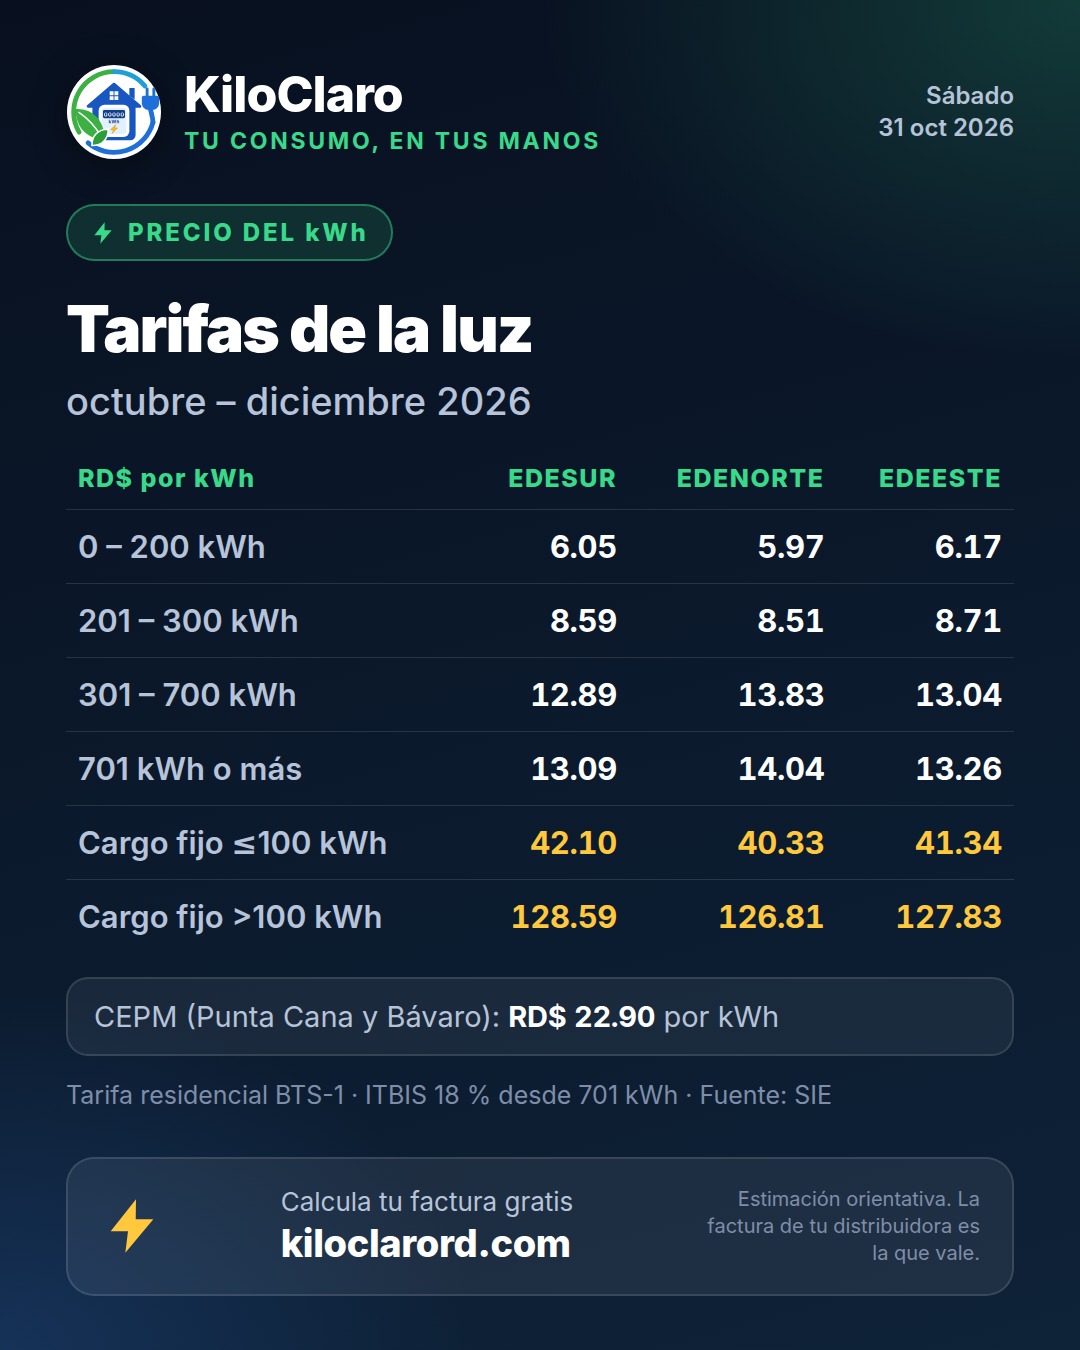 KiloClaro
TU CONSUMO, EN TUS MANOS
Sábado
31 oct 2026
PRECIO DEL kWh
Tarifas de la luz
octubre – diciembre 2026
RD$ por kWh EDESUR EDENORTE EDEESTE
0 – 200 kWh 6.05 5.97 6.17
201 – 300 kWh 8.59 8.51 8.71
301 – 700 kWh 12.89 13.83 13.04
701 kWh o más 13.09 14.04 13.26
Cargo fijo ≤100 kWh 42.10 40.33 41.34
Cargo fijo >100 kWh 128.59 126.81 127.83
CEPM (Punta Cana y Bávaro): RD$ 22.90 por kWh
Tarifa residencial BTS-1 · ITBIS 18 % desde 701 kWh · Fuente: SIE
Calcula tu factura gratis
kiloclarord.com
Estimación orientativa. La
factura de tu distribuidora es
la que vale.